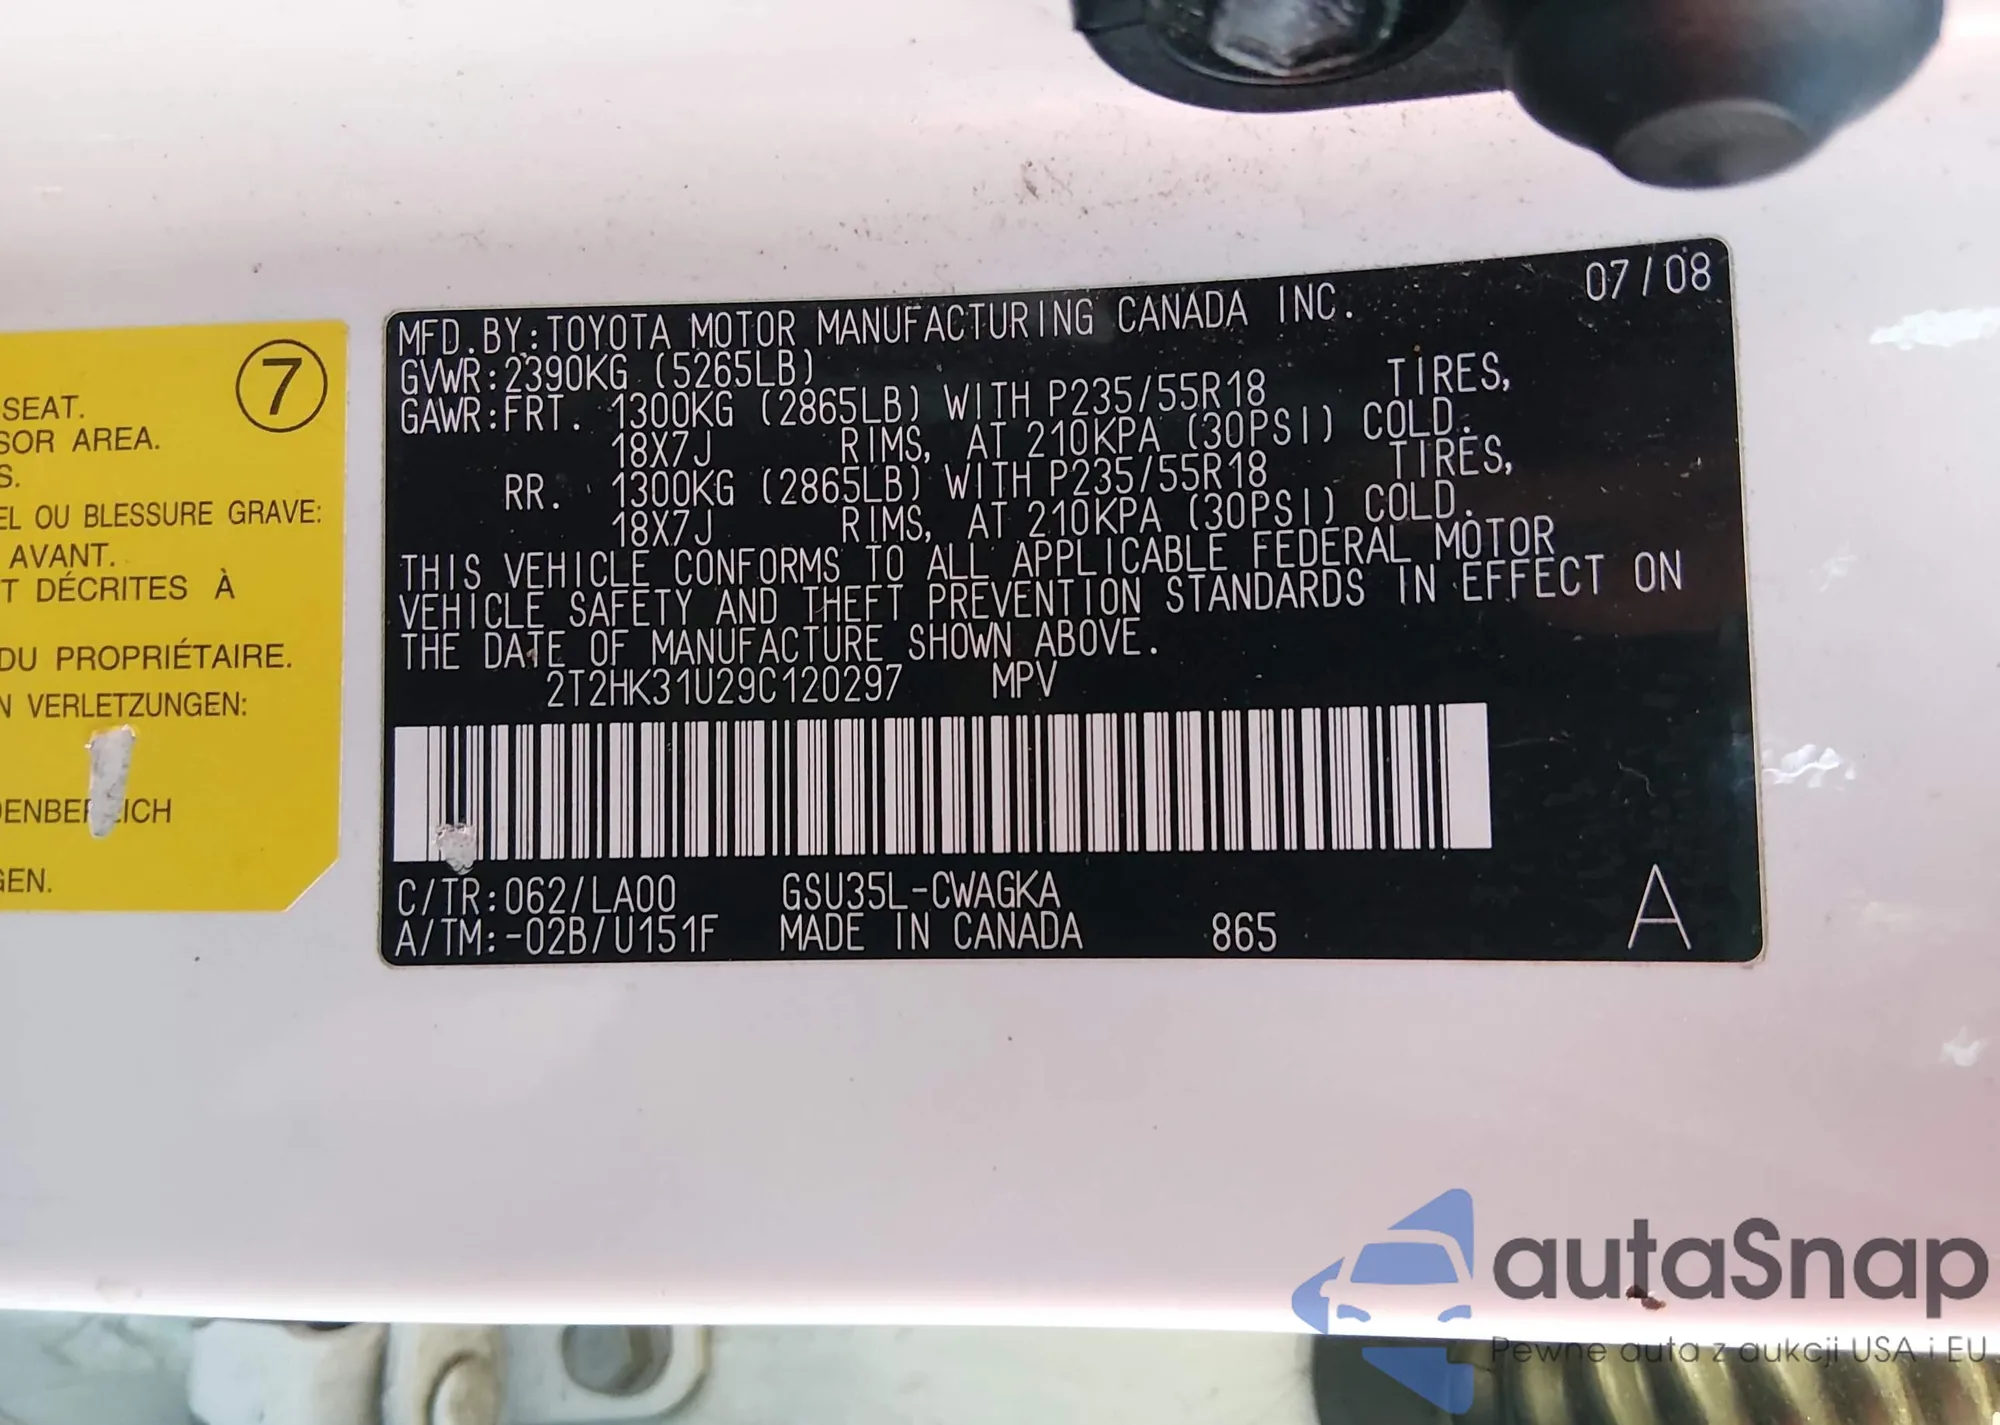 07/08
MFD.BY:TOYOTA MOTOR MANUFACTURING CANADA INC.
GVWR:2390KG (5265LB)
GAWR:FRT. 1300KG (2865LB) WITH P235/55R18 TIRES,
18X7J RIMS, AT 210KPA (30PSI) COLD.
RR. 1300KG (2865LB) WITH P235/55R18 TIRES,
18X7J RIMS, AT 210KPA (30PSI) COLD.
THIS VEHICLE CONFORMS TO ALL APPLICABLE FEDERAL MOTOR
VEHICLE SAFETY AND THEFT PREVENTION STANDARDS IN EFFECT ON
THE DATE OF MANUFACTURE SHOWN ABOVE.
2T2HK31U29C120297 MPV
C/TR:062/LA00 GSU35L-CWAGKA
A/TM:-02B/U151F MADE IN CANADA 865
A
7
SEAT.
SOR AREA.
S.
EL OU BLESSURE GRAVE:
AVANT.
T DÉCRITES À
DU PROPRIÉTAIRE.
N VERLETZUNGEN:
GEN.
autaSnap
Pewne auta z aukcji USA i EU